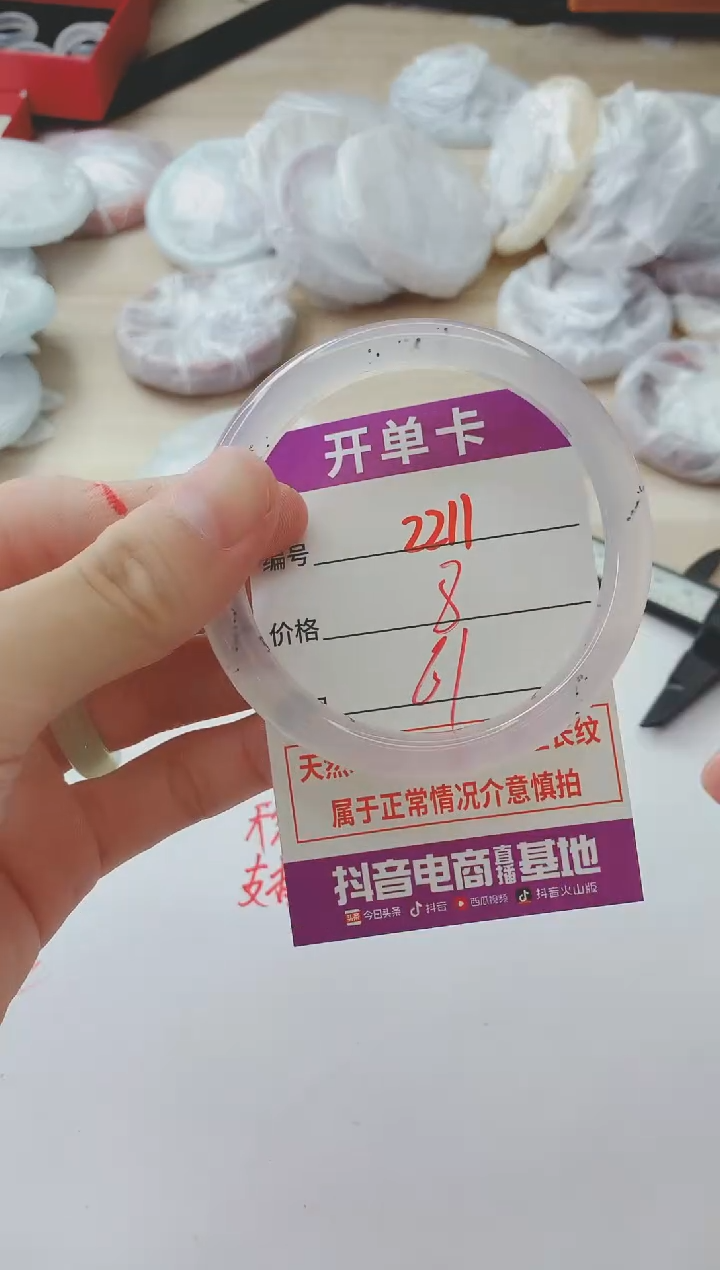 开单卡
编号 2211
价格 8
61
天然 长纹
属于正常情况介意慎拍
抖音电商直播基地
头条 今日头条 抖音 西瓜视频 抖音火山版